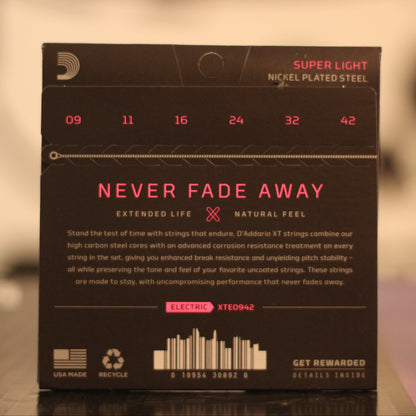 SUPER LIGHT
NICKEL PLATED STEEL
09 11 16 24 32 42
NEVER FADE AWAY
EXTENDED LIFE NATURAL FEEL
Stand the test of time with strings that endure. D'Addario XT strings combine our
high carbon steel cores with an advanced corrosion resistance treatment on every
string in the set, giving you enhanced break resistance and unyielding pitch stability –
all while preserving the tone and feel of your favorite uncoated strings. These strings
are made to stay, with uncompromising performance that never fades away.
ELECTRIC XTE0942
USA MADE RECYCLE
0 19954 30892 6
GET REWARDED
DETAILS INSIDE